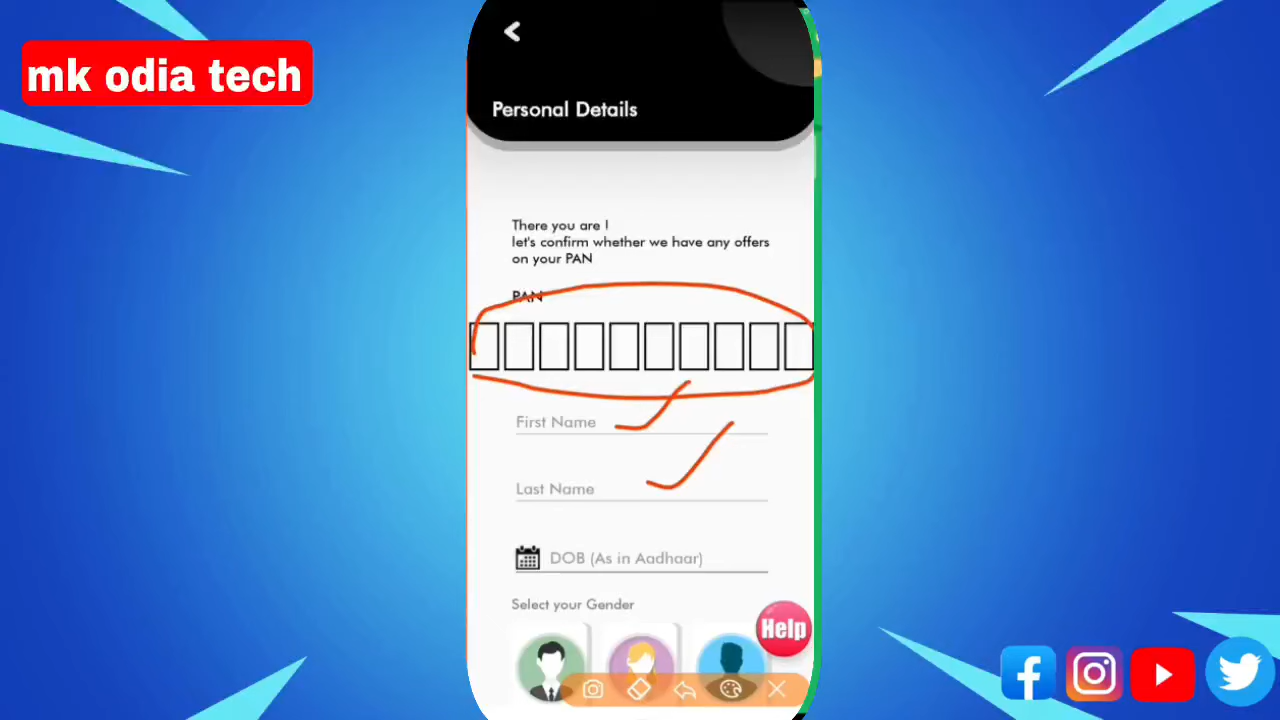 mk odia tech
Personal Details
There you are !
let's confirm whether we have any offers
on your PAN
PAN
First Name
Last Name
DOB (As in Aadhaar)
Select your Gender
Help